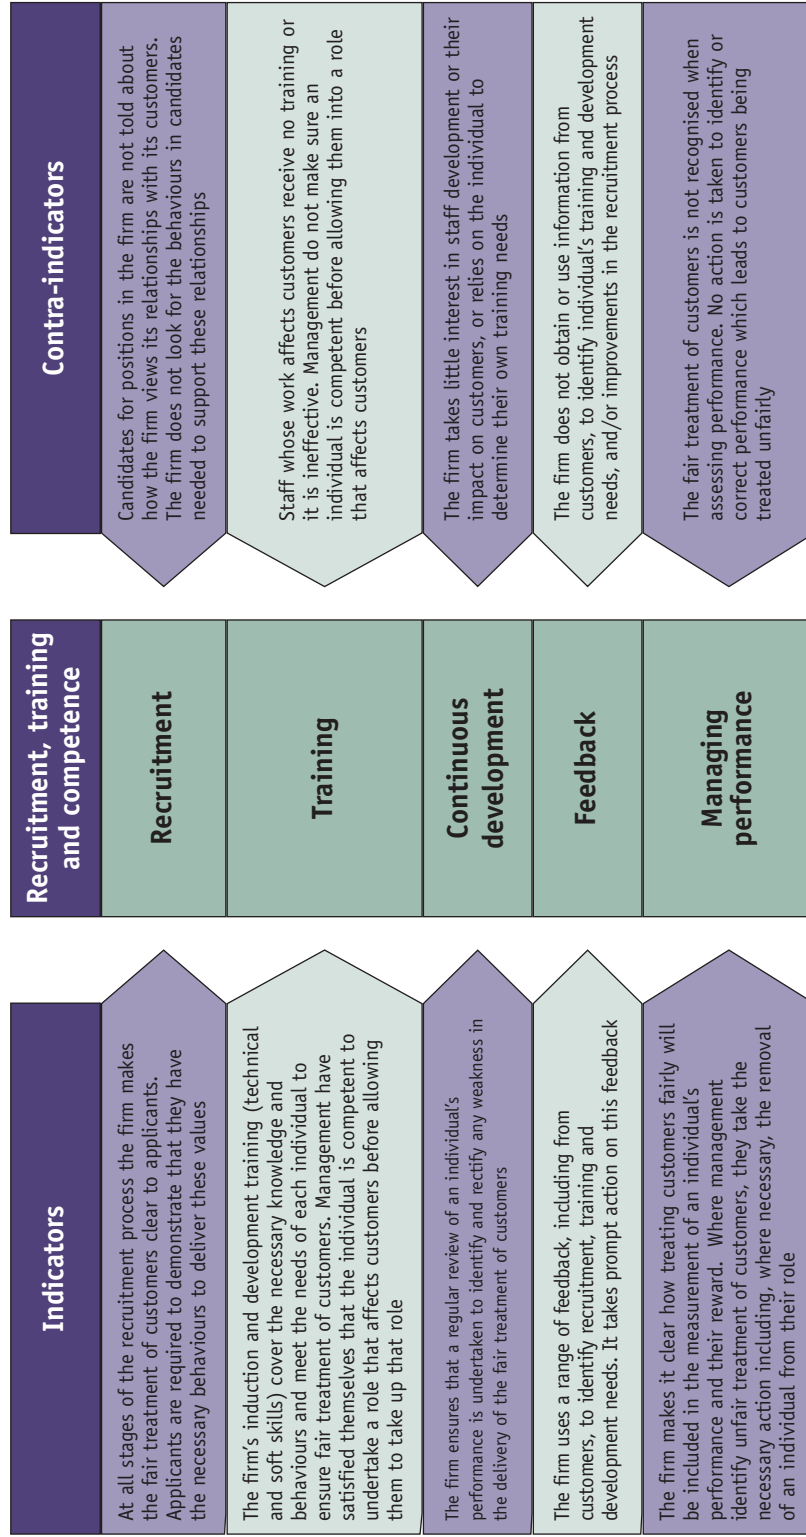 Indicators
Recruitment, training
and competence
Contra-indicators
At all stages of the recruitment process the firm makes
the fair treatment of customers clear to applicants.
Applicants are required to demonstrate that they have
the necessary behaviours to deliver these values
Recruitment
Candidates for positions in the firm are not told about
how the firm views its relationships with its customers.
The firm does not look for the behaviours in candidates
needed to support these relationships
The firm's induction and development training (technical
and soft skills) cover the necessary knowledge and
behaviours and meet the needs of each individual to
ensure fair treatment of customers. Management have
satisfied themselves that the individual is competent to
undertake a role that affects customers before allowing
them to take up that role
Training
Staff whose work affects customers receive no training or
it is ineffective. Management do not make sure an
individual is competent before allowing them into a role
that affects customers
The firm ensures that a regular review of an individual's
performance is undertaken to identify and rectify any weakness in
the delivery of the fair treatment of customers
Continuous
development
The firm takes little interest in staff development or their
impact on customers, or relies on the individual to
determine their own training needs
The firm uses a range of feedback, including from
customers, to identify recruitment, training and
development needs. It takes prompt action on this feedback
Feedback
The firm does not obtain or use information from
customers, to identify individual's training and development
needs, and/or improvements in the recruitment process
The firm makes it clear how treating customers fairly will
be included in the measurement of an individual's
performance and their reward. Where management
identify unfair treatment of customers, they take the
necessary action including, where necessary, the removal
of an individual from their role
Managing
performance
The fair treatment of customers is not recognised when
assessing performance. No action is taken to identify or
correct performance which leads to customers being
treated unfairly